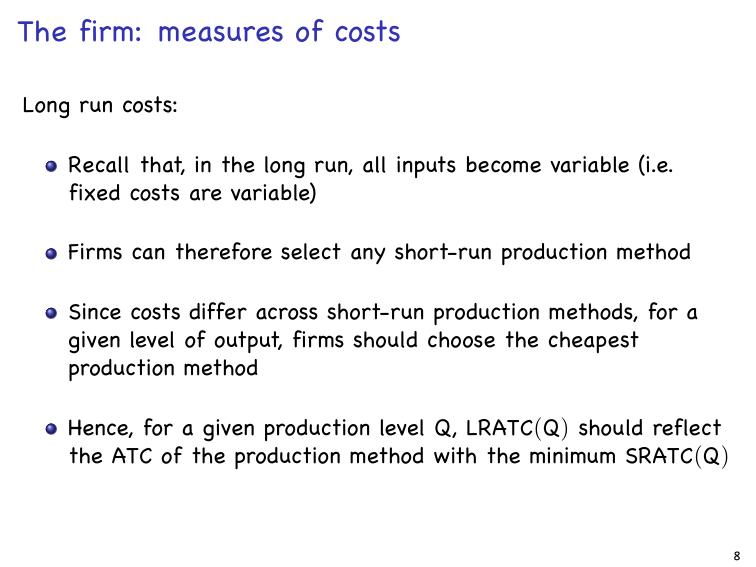 The firm: measures of costs
Long run costs:
Recall that, in the long run, all inputs become variable (i.e.
fixed costs are variable)
Firms can therefore select any short-run production method
Since costs differ across short-run production methods, for a
given level of output, firms should choose the cheapest
production method
Hence, for a given production level Q, LRATC(Q) should reflect
the ATC of the production method with the minimum SRATC(Q)
8